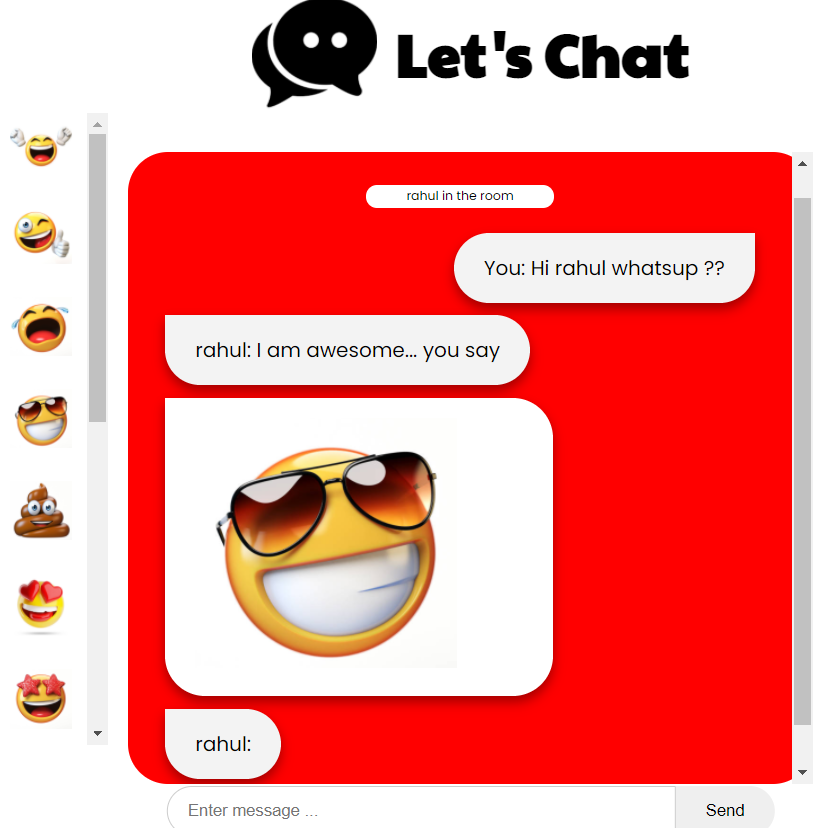 Let's Chat
rahul in the room
You: Hi rahul whatsup ??
rahul: I am awesome... you say
rahul:
Enter message ...
Send